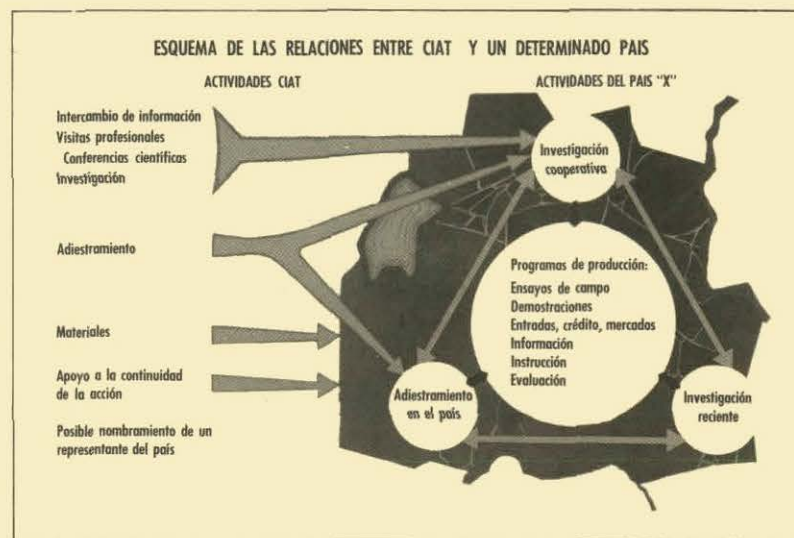 ESQUEMA DE LAS RELACIONES ENTRE CIAT Y UN DETERMINADO PAIS
ACTIVIDADES CIAT
ACTIVIDADES DEL PAIS "X"
Intercambio de información
Visitas profesionales
Conferencias científicas
Investigación
Adiestramiento
Materiales
Apoyo a la continuidad
de la acción
Posible nombramiento de un
representante del país
Investigación
cooperativa
Programas de producción:
Ensayos de campo
Demostraciones
Entradas, crédito, mercados
Información
Instrucción
Evaluación
Adiestramiento
en el país
Investigación
reciente